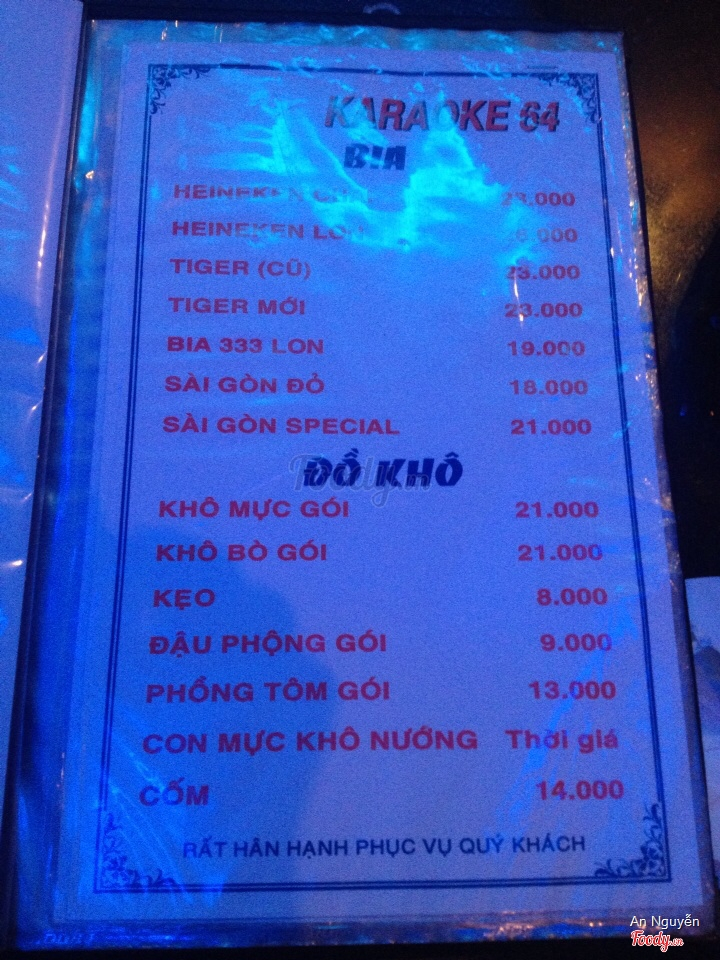 KARAOKE 64
BIA
HEINEKEN 23.000
HEINEKEN LON .000
TIGER (CŨ) 23.000
TIGER MỚI 23.000
BIA 333 LON 19.000
SÀI GÒN ĐỎ 18.000
SÀI GÒN SPECIAL 21.000
ĐỒ KHÔ
KHÔ MỰC GÓI 21.000
KHÔ BÒ GÓI 21.000
KẸO 8.000
ĐẬU PHỘNG GÓI 9.000
PHỒNG TÔM GÓI 13.000
CON MỰC KHÔ NƯỚNG Thời giá
CỐM 14.000
RẤT HÂN HẠNH PHỤC VỤ QUÝ KHÁCH
An Nguyễn
Foody.vn